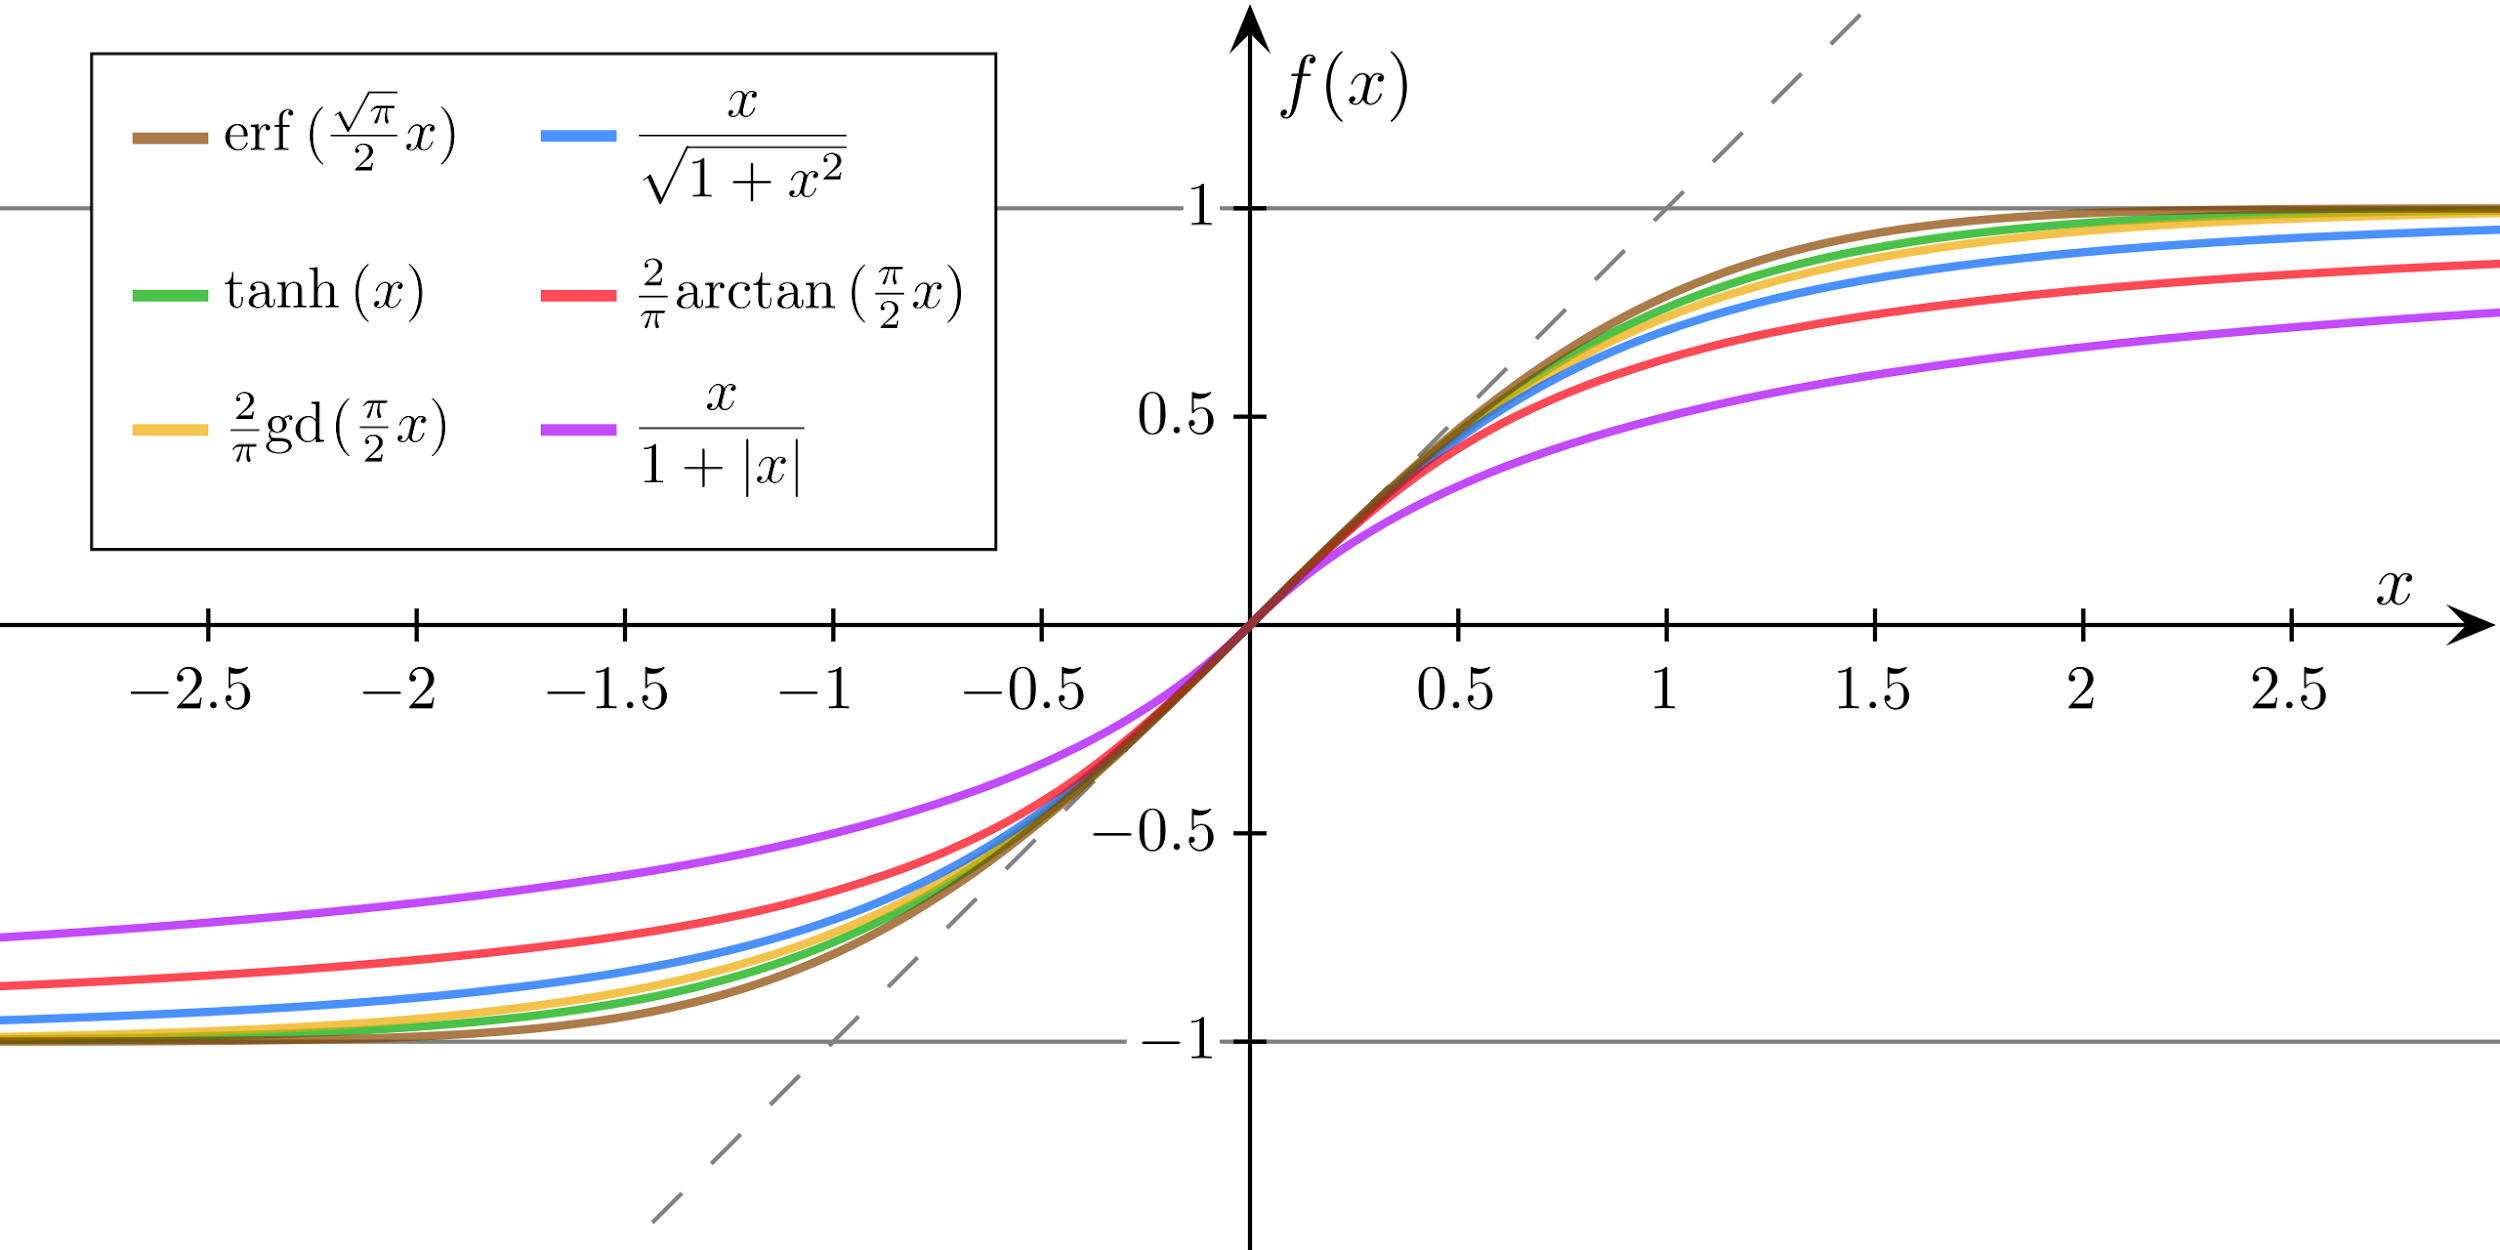 f(x)
erf (√π/2 x)
x/√(1 + x²)
tanh (x)
2/π arctan (π/2 x)
2/π gd (π/2 x)
x/(1 + |x|)
1
0.5
x
−2.5 −2 −1.5 −1 −0.5 0.5 1 1.5 2 2.5
−0.5
−1